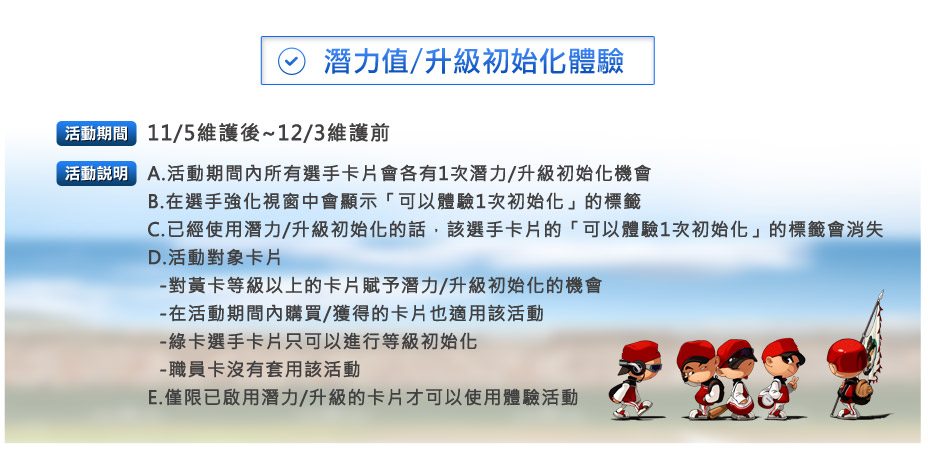 潛力值/升級初始化體驗
活動期間 11/5維護後~12/3維護前
活動説明 A.活動期間內所有選手卡片會各有1次潛力/升級初始化機會
B.在選手強化視窗中會顯示「可以體驗1次初始化」的標籤
C.已經使用潛力/升級初始化的話，該選手卡片的「可以體驗1次初始化」的標籤會消失
D.活動對象卡片
-對黃卡等級以上的卡片賦予潛力/升級初始化的機會
-在活動期間內購買/獲得的卡片也適用該活動
-綠卡選手卡片只可以進行等級初始化
-職員卡沒有套用該活動
E.僅限已啟用潛力/升級的卡片才可以使用體驗活動